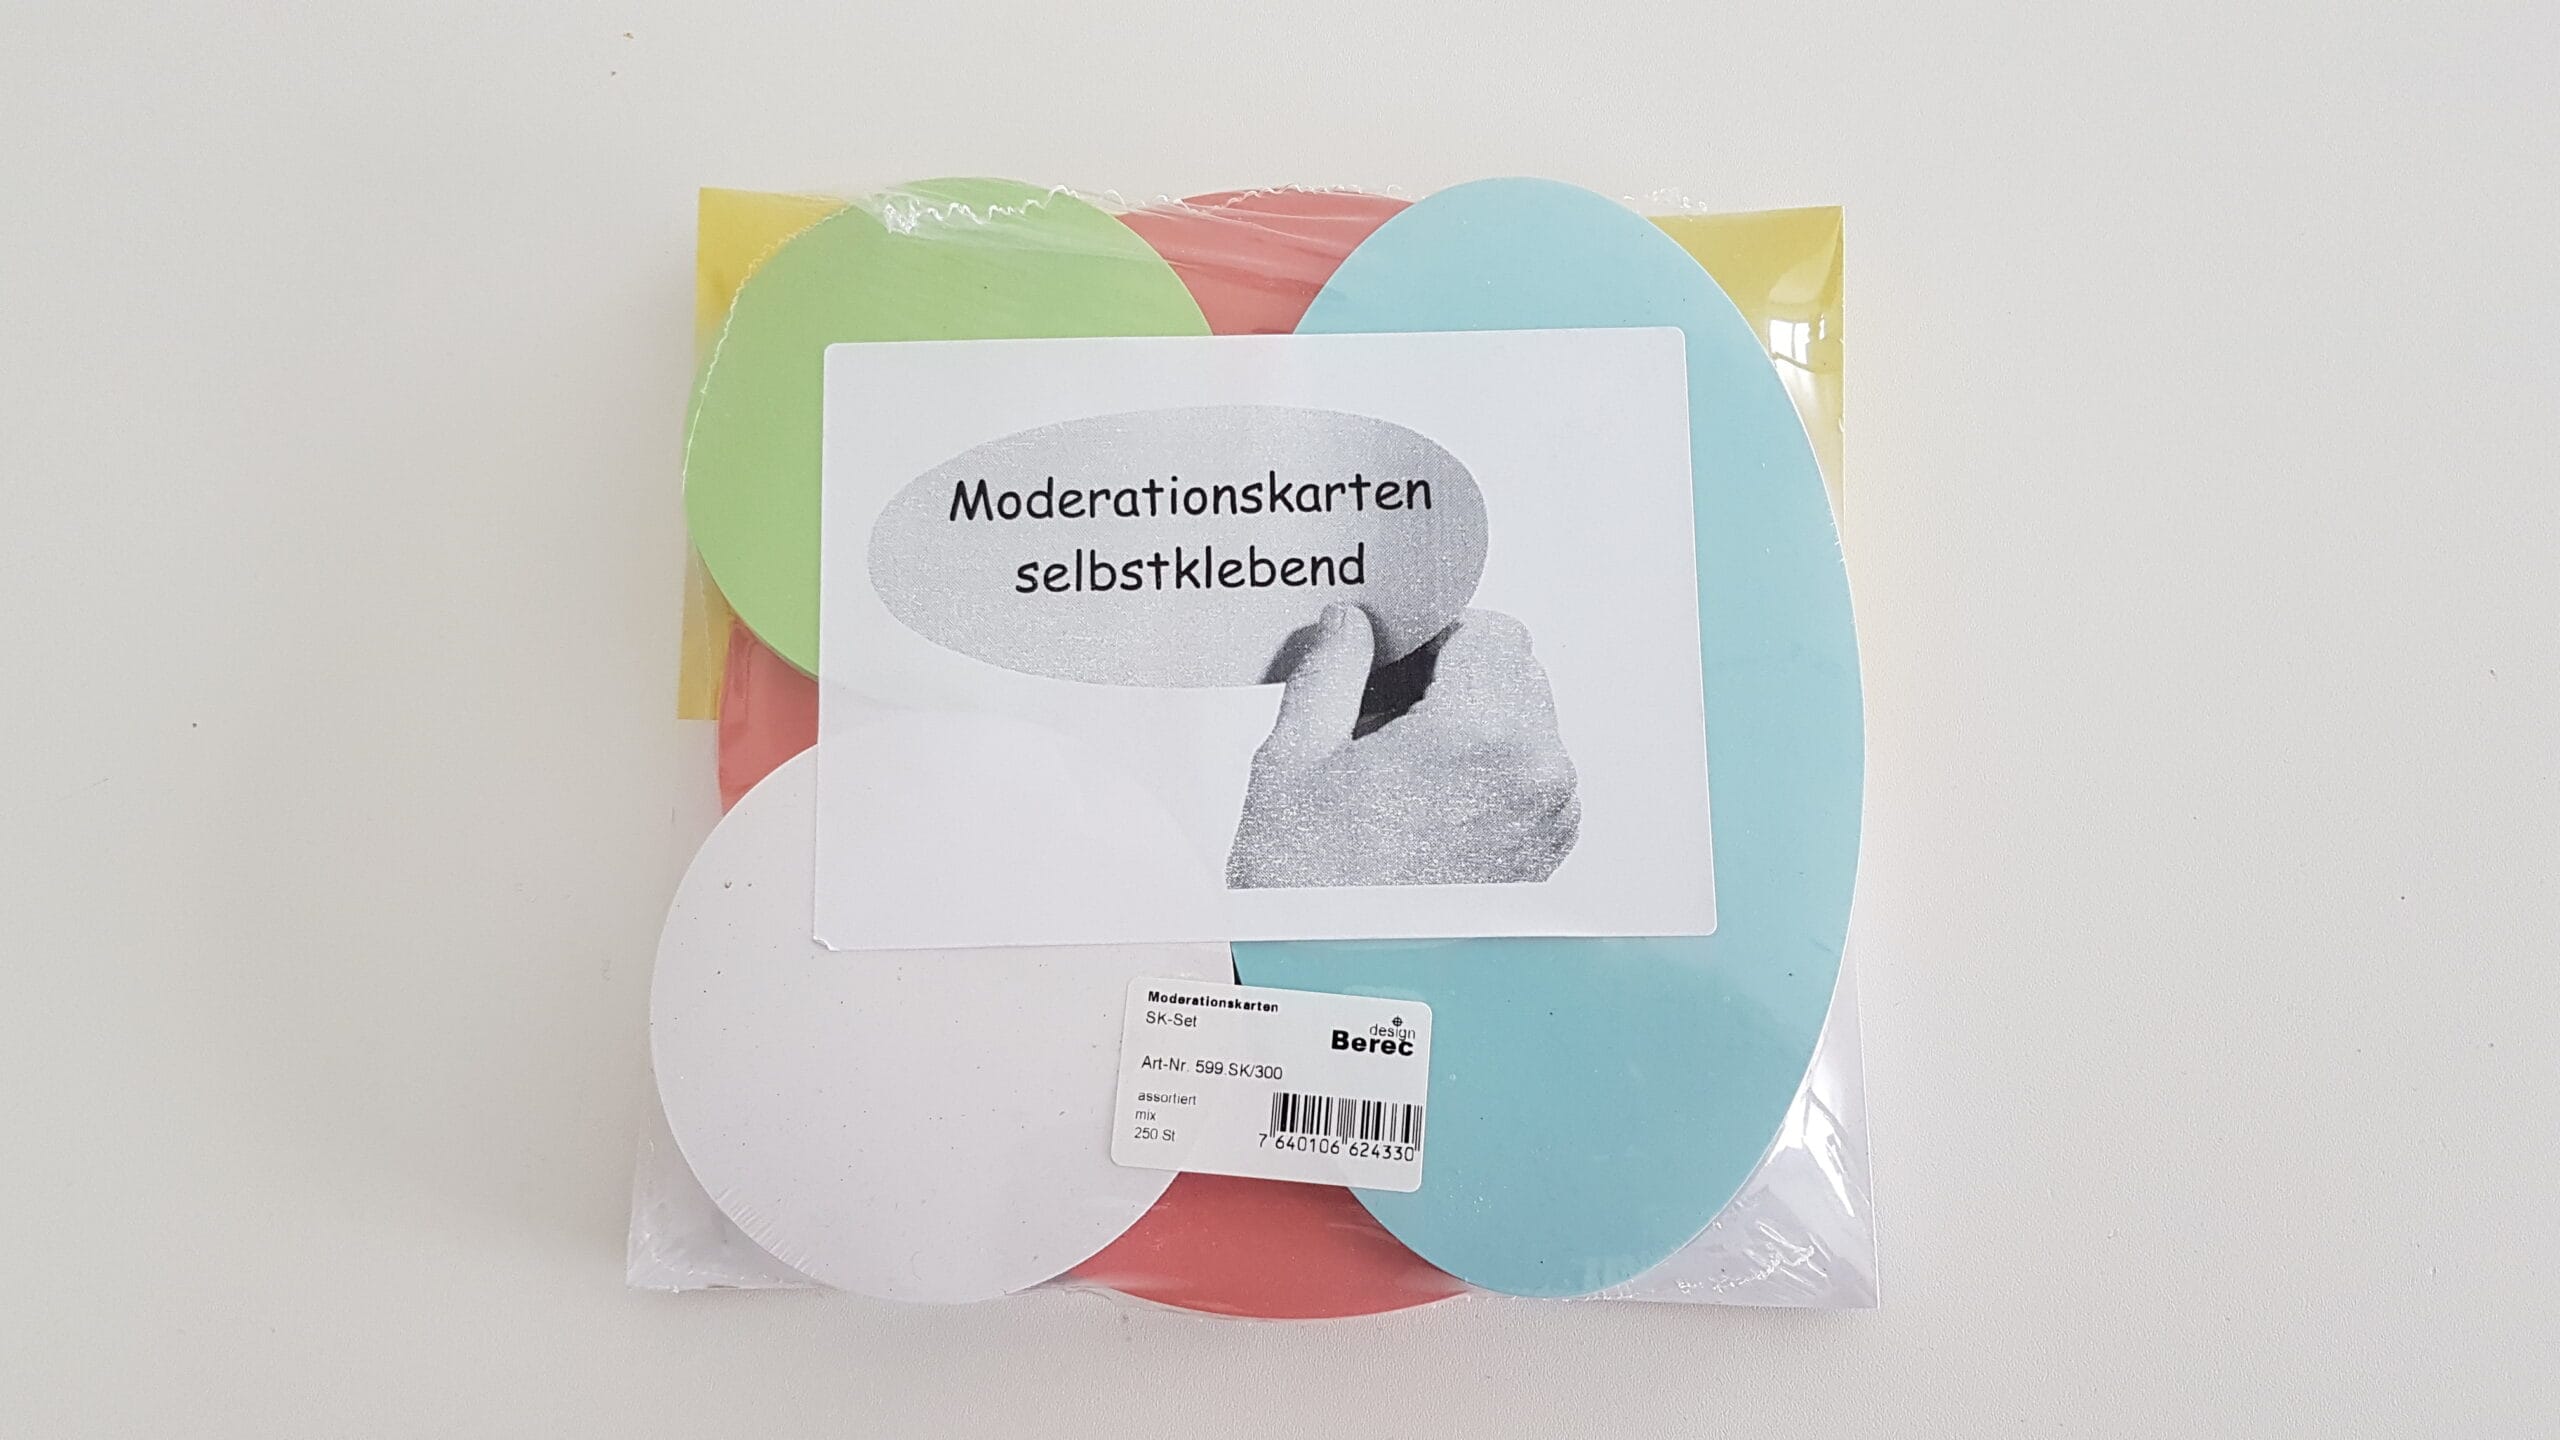 Moderationskarten
selbstklebend
Moderationskarten
SK-Set
design
Berec
Art-Nr. 599.SK/300
assortiert
mix
250 St
7 640106 624330